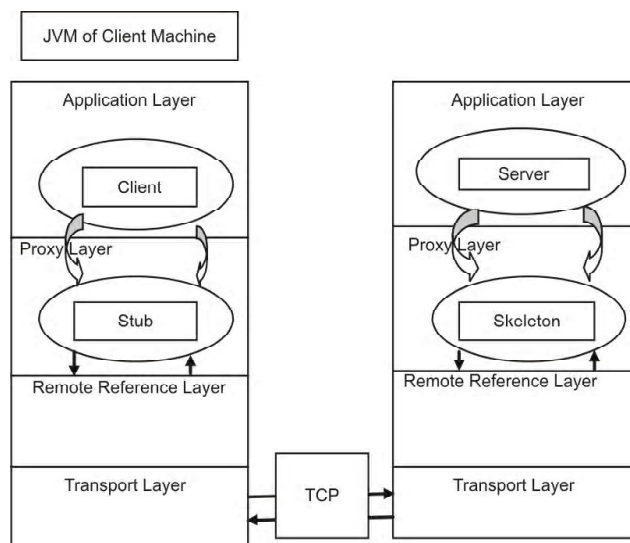 JVM of Client Machine
Application Layer
Client
Proxy Layer
Stub
Remote Reference Layer
Transport Layer
TCP
Application Layer
Server
Proxy Layer
Skeleton
Remote Reference Layer
Transport Layer